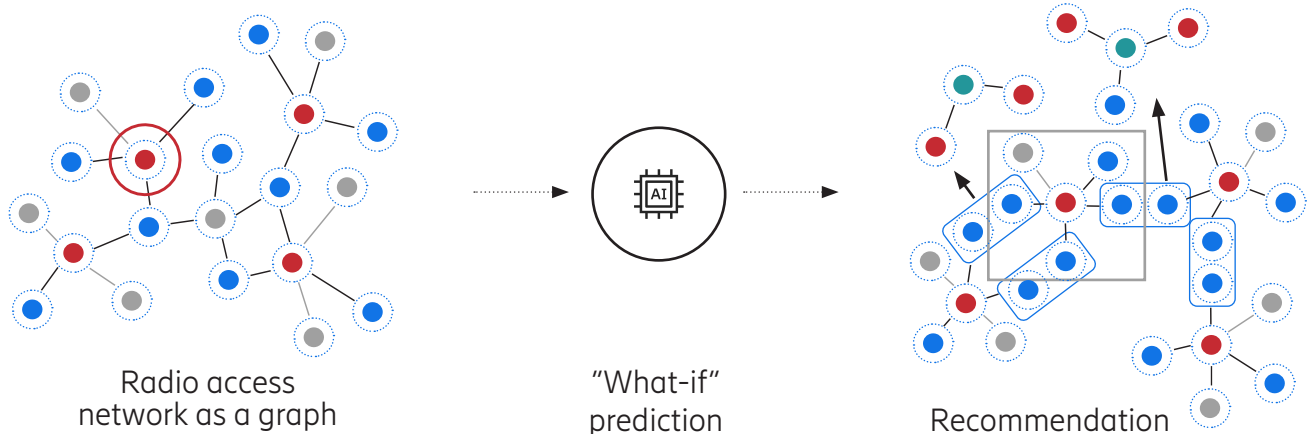 AI
Radio access
network as a graph
”What-if”
prediction
Recommendation